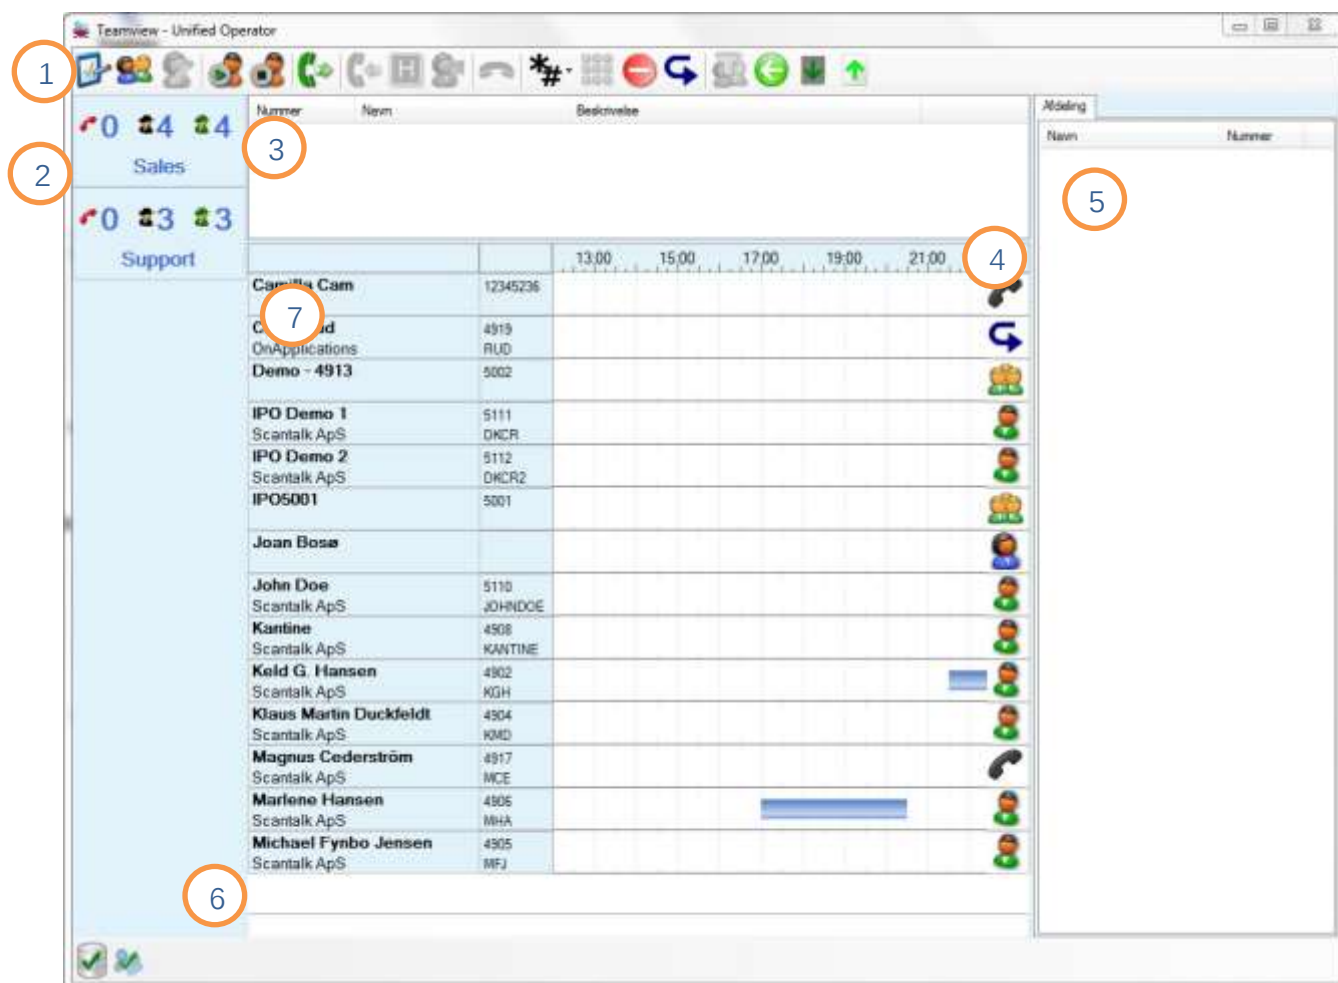 Teamview - Unified Operator
1
*#
0 4 4
Sales
2
0 3 3
Support
Nummer Navn Beskrivelse
3
Afdeling
Navn Nummer
5
13:00 15:00 17:00 19:00 21:00
4
Camilla Cam 12345236
7
4919
OnApplications RUD
Demo - 4913 5002
IPO Demo 1 5111
Scantalk ApS DKCR
IPO Demo 2 5112
Scantalk ApS DKCR2
IPO5001 5001
Joan Bosø
John Doe 5110
Scantalk ApS JOHNDOE
Kantine 4908
Scantalk ApS KANTINE
Keld G. Hansen 4902
Scantalk ApS KGH
Klaus Martin Duckfeldt 4904
Scantalk ApS KMD
Magnus Cederström 4917
Scantalk ApS MCE
Marlene Hansen 4906
Scantalk ApS MHA
Michael Fynbo Jensen 4905
Scantalk ApS MFJ
6